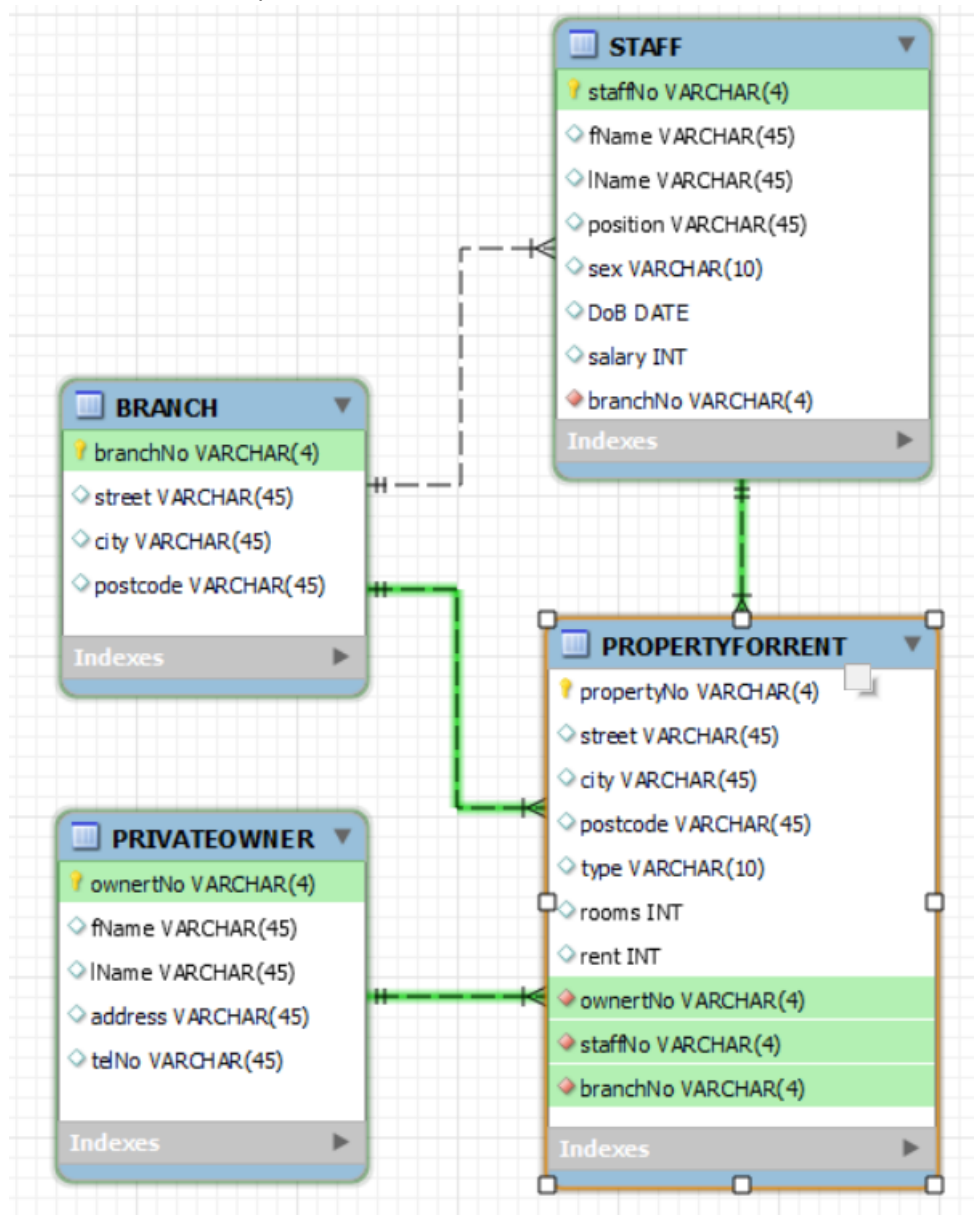 STAFF
staffNo VARCHAR(4)
fName VARCHAR(45)
lName VARCHAR(45)
position VARCHAR(45)
sex VARCHAR(10)
DoB DATE
salary INT
branchNo VARCHAR(4)
Indexes
BRANCH
branchNo VARCHAR(4)
street VARCHAR(45)
city VARCHAR(45)
postcode VARCHAR(45)
Indexes
PROPERTYFORRENT
propertyNo VARCHAR(4)
street VARCHAR(45)
city VARCHAR(45)
postcode VARCHAR(45)
type VARCHAR(10)
rooms INT
rent INT
ownertNo VARCHAR(4)
staffNo VARCHAR(4)
branchNo VARCHAR(4)
Indexes
PRIVATEOWNER
ownertNo VARCHAR(4)
fName VARCHAR(45)
lName VARCHAR(45)
address VARCHAR(45)
telNo VARCHAR(45)
Indexes